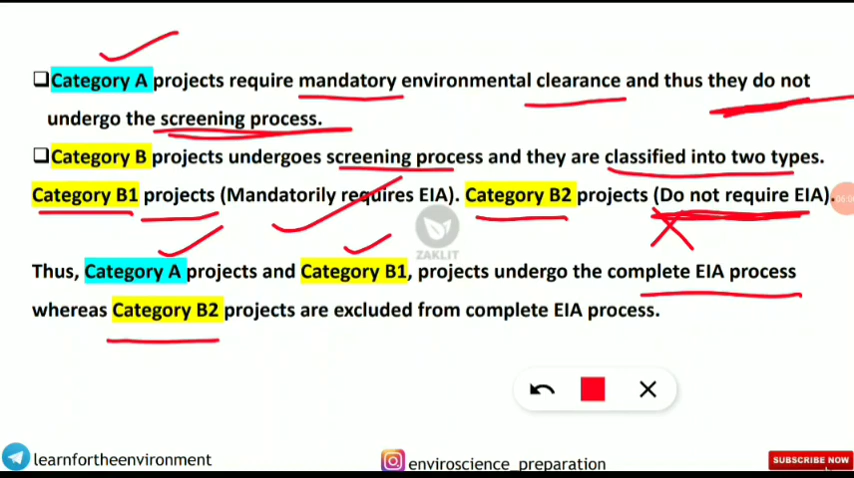 ❑Category A projects require mandatory environmental clearance and thus they do not
undergo the screening process.
❑Category B projects undergoes screening process and they are classified into two types.
Category B1 projects (Mandatorily requires EIA). Category B2 projects (Do not require EIA).
ZAKLIT
Thus, Category A projects and Category B1, projects undergo the complete EIA process
whereas Category B2 projects are excluded from complete EIA process.
learnfortheenvironment
enviroscience_preparation
SUBSCRIBE NOW